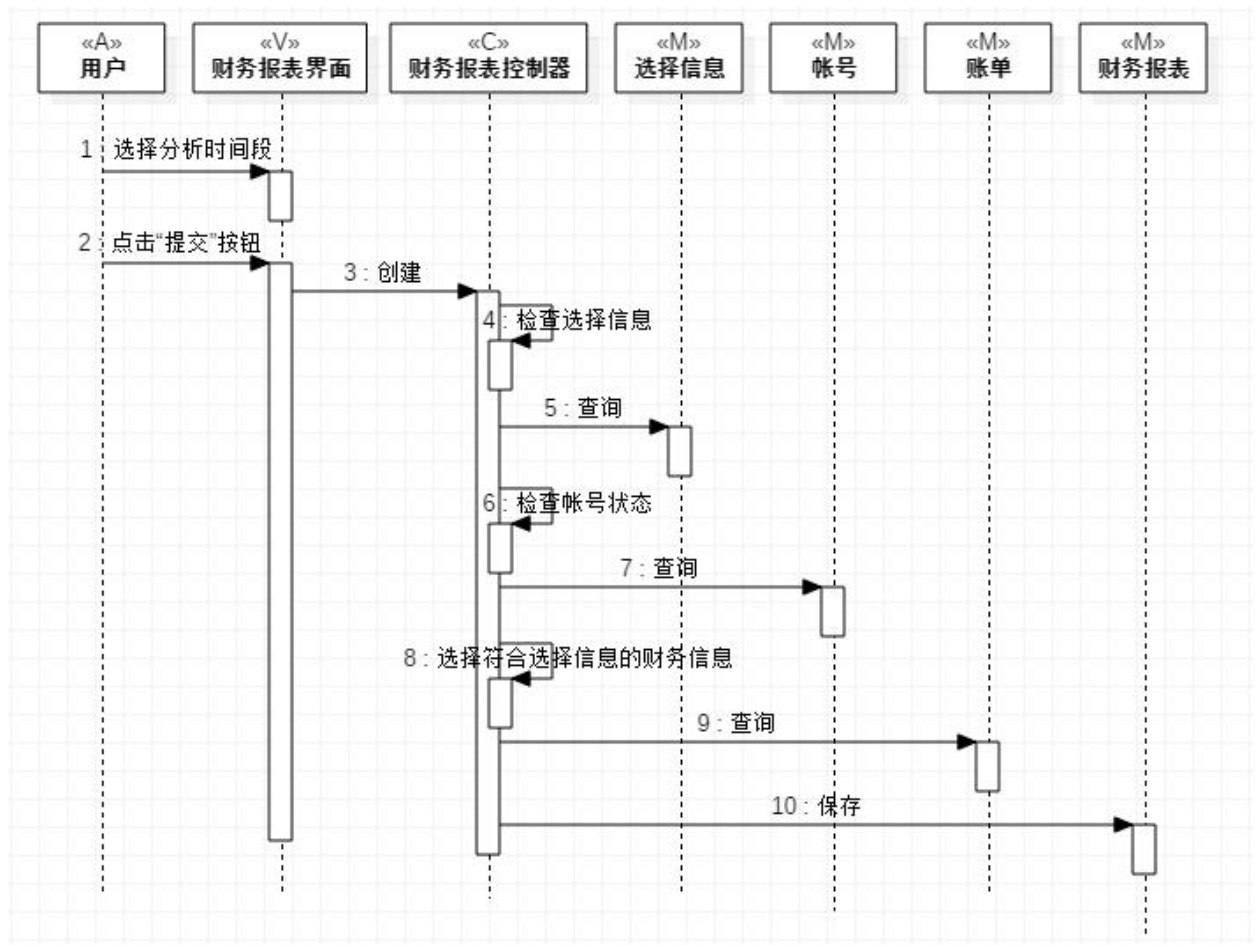 «A»
用户
«V»
财务报表界面
«C»
财务报表控制器
«M»
选择信息
«M»
帐号
«M»
账单
«M»
财务报表
1 : 选择分析时间段
2 : 点击“提交”按钮
3 : 创建
4 : 检查选择信息
5 : 查询
6 : 检查帐号状态
7 : 查询
8 : 选择符合选择信息的财务信息
9 : 查询
10 : 保存